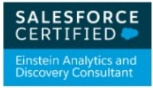 SALESFORCE
CERTIFIED
Einstein Analytics and
Discovery Consultant